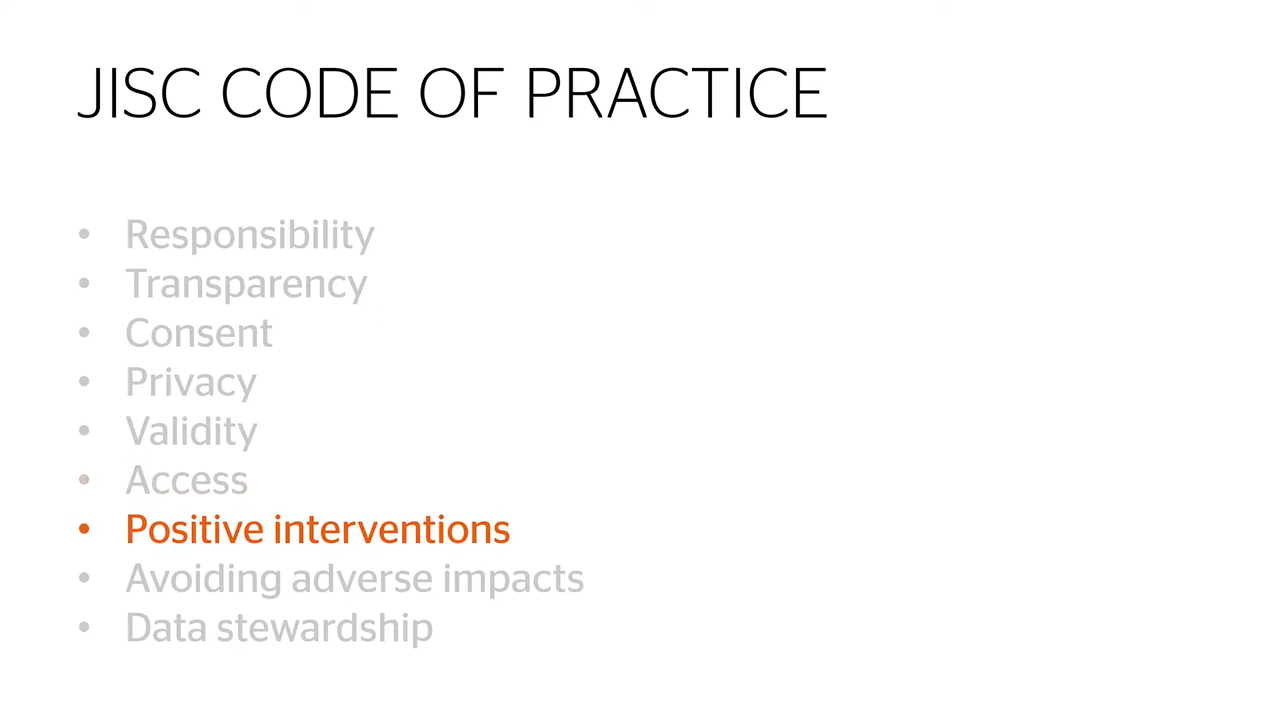 JISC CODE OF PRACTICE
• Responsibility
• Transparency
• Consent
• Privacy
• Validity
• Access
• Positive interventions
• Avoiding adverse impacts
• Data stewardship